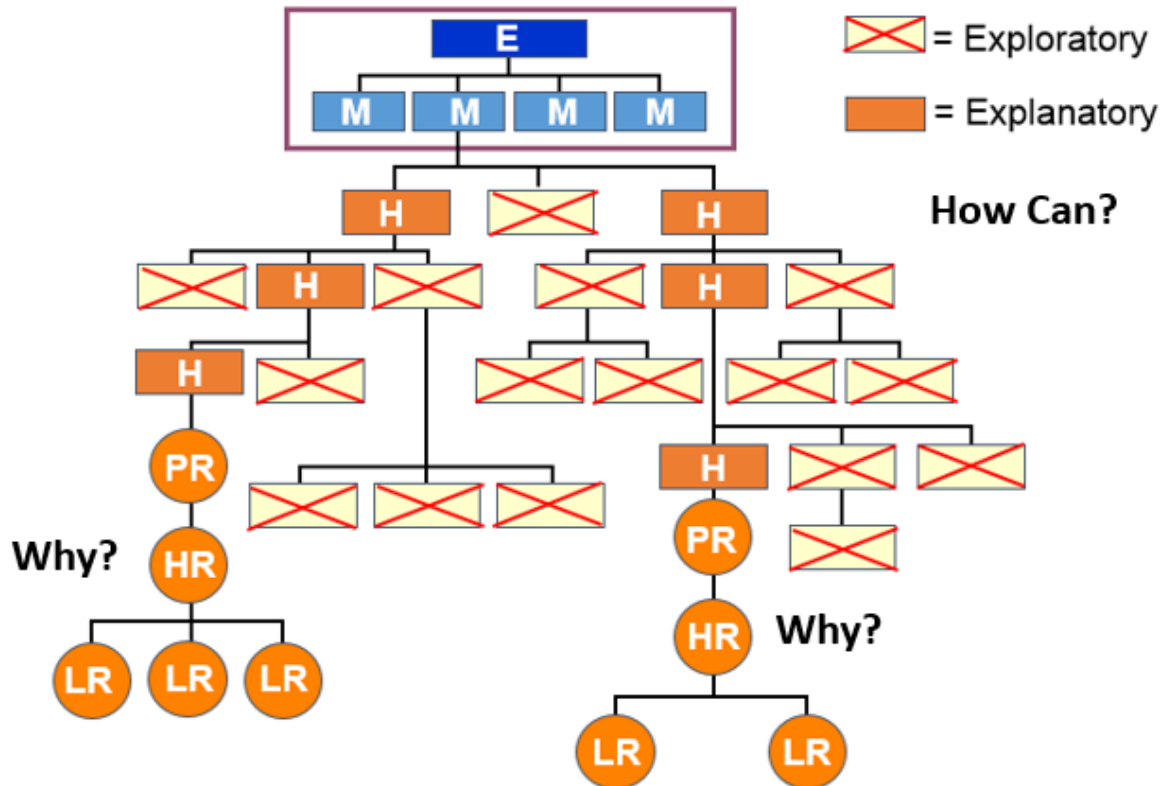 E
= Exploratory
M M M M
= Explanatory
H H
How Can?
H H
H
PR
H
Why?
HR
PR
LR LR LR
HR
Why?
LR LR